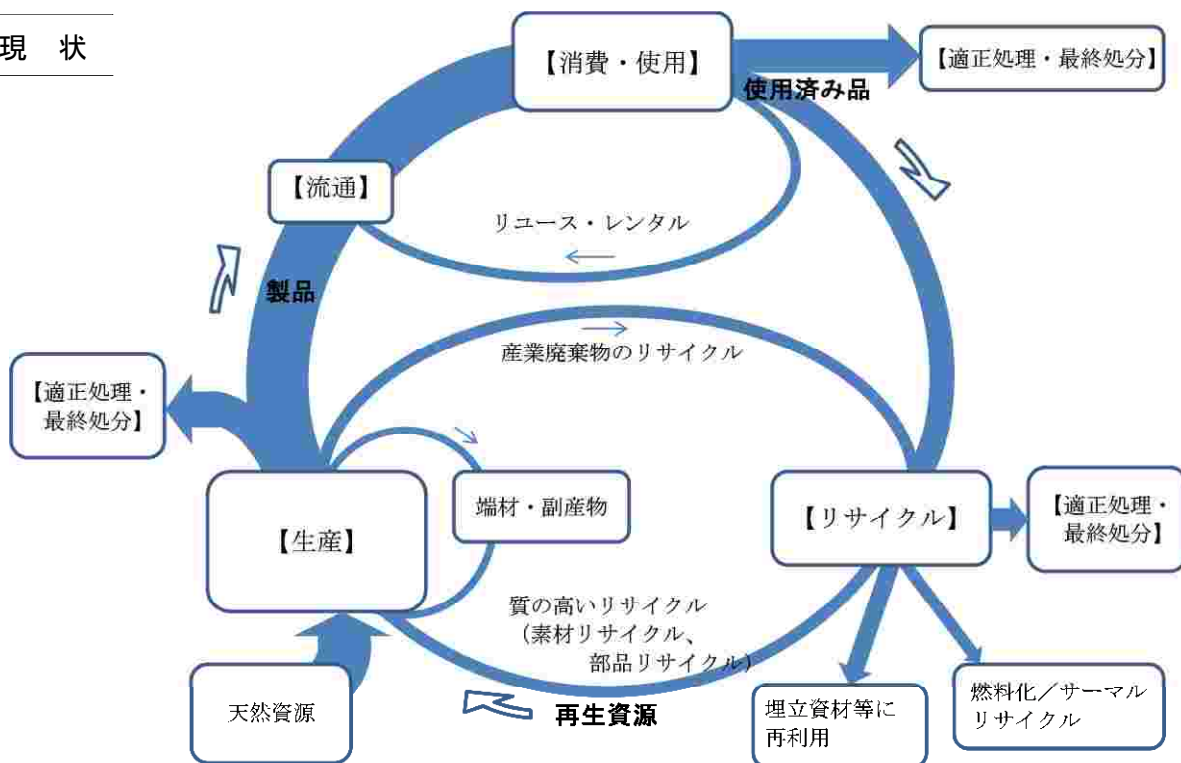 現　状
【消費・使用】
【適正処理・最終処分】
使用済み品
【流通】
リユース・レンタル
製品
産業廃棄物のリサイクル
【適正処理・
最終処分】
端材・副産物
【生産】
【リサイクル】
【適正処理・
最終処分】
質の高いリサイクル
（素材リサイクル、
部品リサイクル）
天然資源
再生資源
埋立資材等に
再利用
燃料化／サーマル
リサイクル